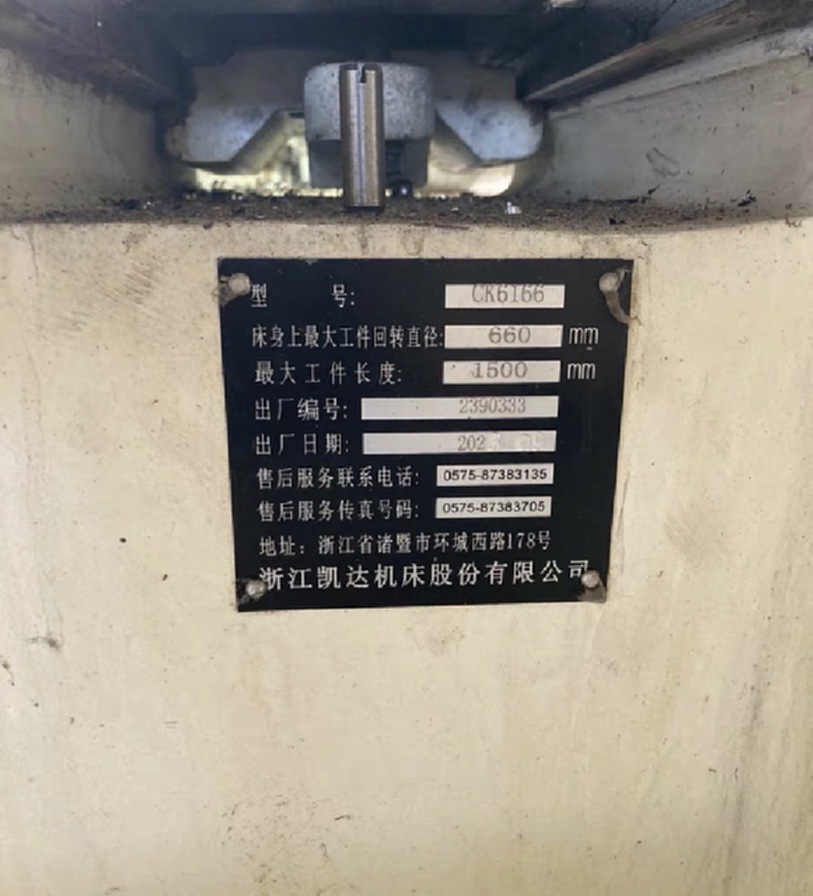 型 号: CK6166
床身上最大工件回转直径: 660 mm
最大工件长度: 1500 mm
出厂编号: 2390333
出厂日期:
售后服务联系电话: 0575-87383135
售后服务传真号码: 0575-87383705
地址: 浙江省诸暨市环城西路178号
浙江凯达机床股份有限公司